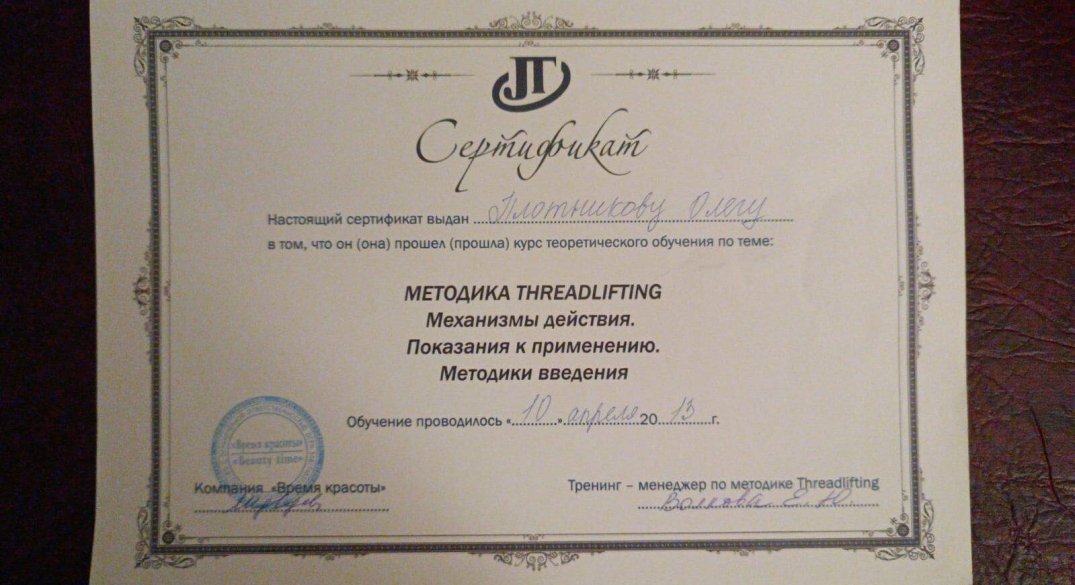 JT
Сертификат
Настоящий сертификат выдан Плотникову Олегу
в том, что он (она) прошел (прошла) курс теоретического обучения по теме:
МЕТОДИКА THREADLIFTING
Механизмы действия.
Показания к применению.
Методики введения
Обучение проводилось «10» апреля 2013 г.
«Время красоты»
«Beauty time»
Компания «Время красоты»
Тренинг – менеджер по методике Threadlifting
Волкова Е.Ю.